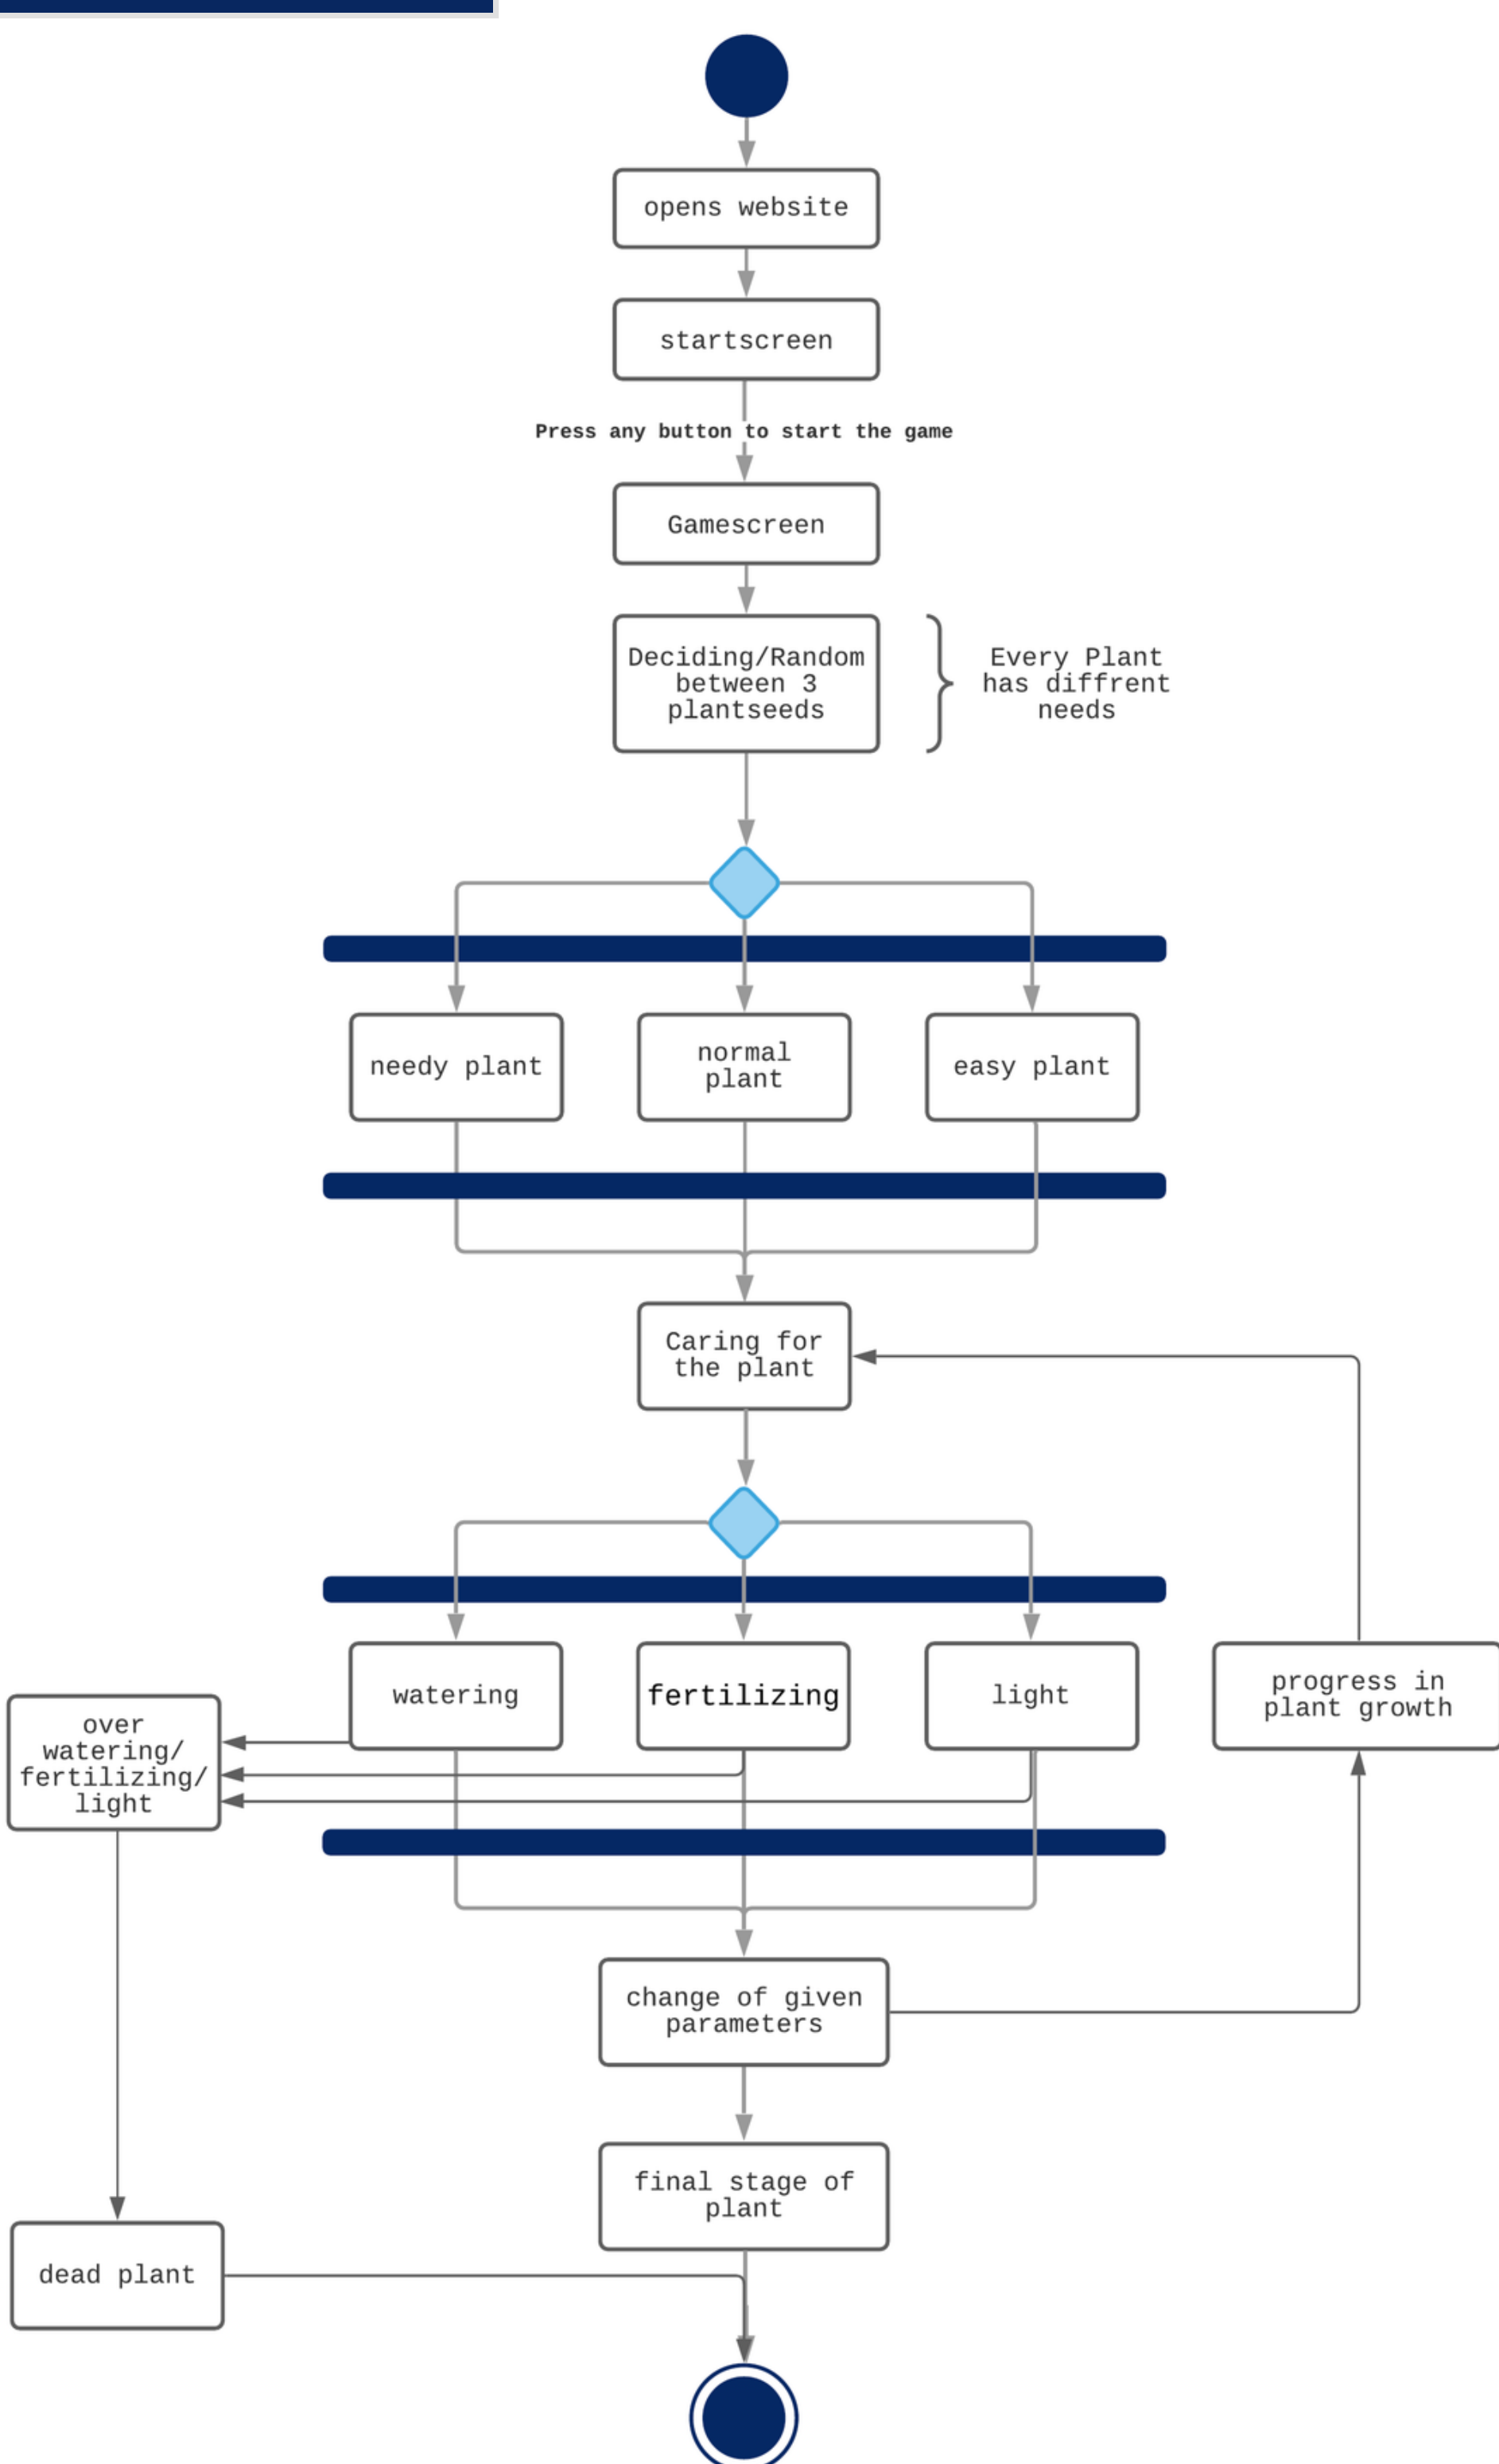 opens website
startscreen
Press any button to start the game
Gamescreen
Deciding/Random
between 3
plantseeds
Every Plant
has diffrent
needs
needy plant
normal
plant
easy plant
Caring for
the plant
watering
fertilizing
light
progress in
plant growth
over
watering/
fertilizing/
light
change of given
parameters
final stage of
plant
dead plant